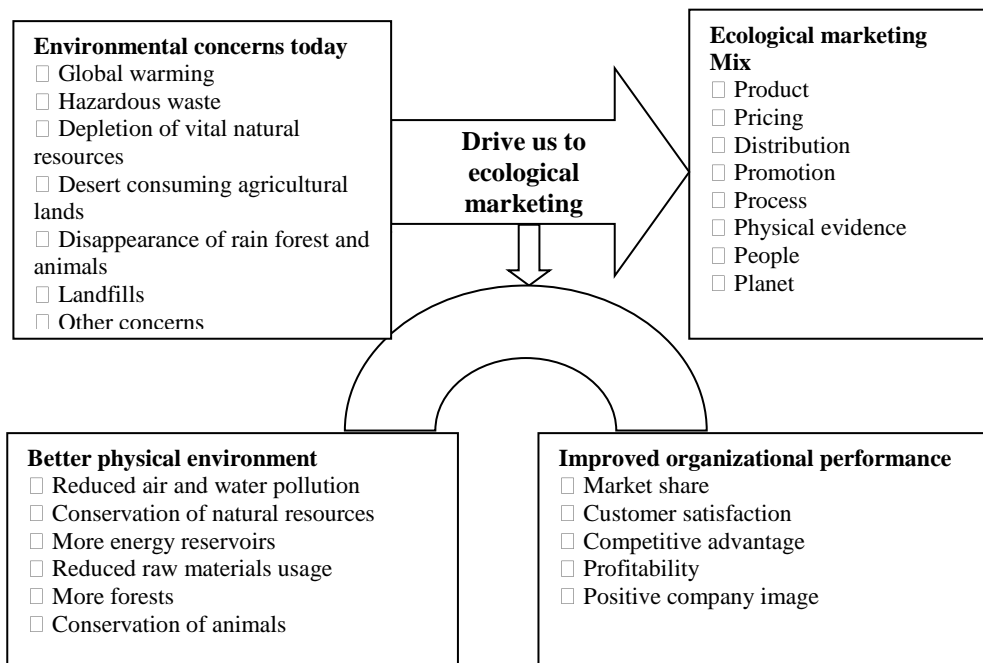 Environmental concerns today
□ Global warming
□ Hazardous waste
□ Depletion of vital natural
resources
□ Desert consuming agricultural
lands
□ Disappearance of rain forest and
animals
□ Landfills
□ Other concerns
Drive us to
ecological
marketing
Ecological marketing
Mix
□ Product
□ Pricing
□ Distribution
□ Promotion
□ Process
□ Physical evidence
□ People
□ Planet
Better physical environment
□ Reduced air and water pollution
□ Conservation of natural resources
□ More energy reservoirs
□ Reduced raw materials usage
□ More forests
□ Conservation of animals
Improved organizational performance
□ Market share
□ Customer satisfaction
□ Competitive advantage
□ Profitability
□ Positive company image